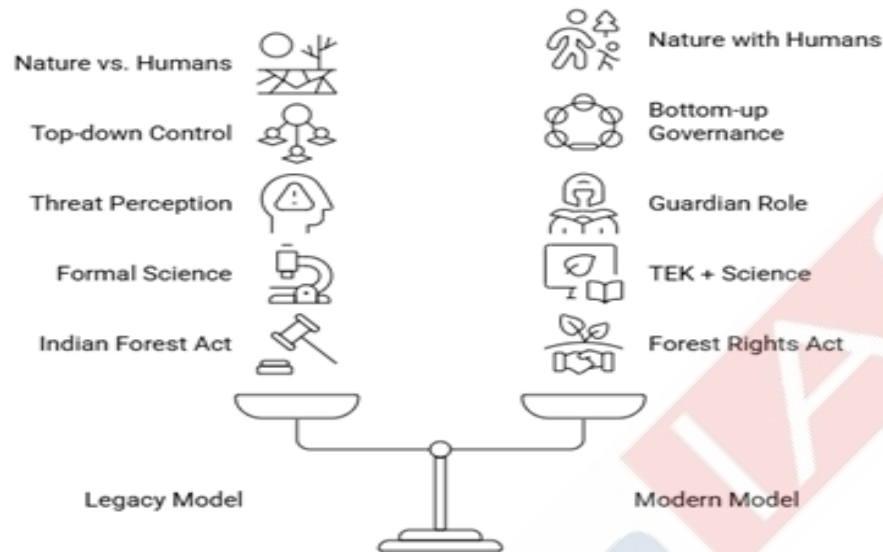 Nature vs. Humans
Nature with Humans
Top-down Control
Bottom-up
Governance
Threat Perception
Guardian Role
Formal Science
TEK + Science
Indian Forest Act
Forest Rights Act
Legacy Model
Modern Model
IAS